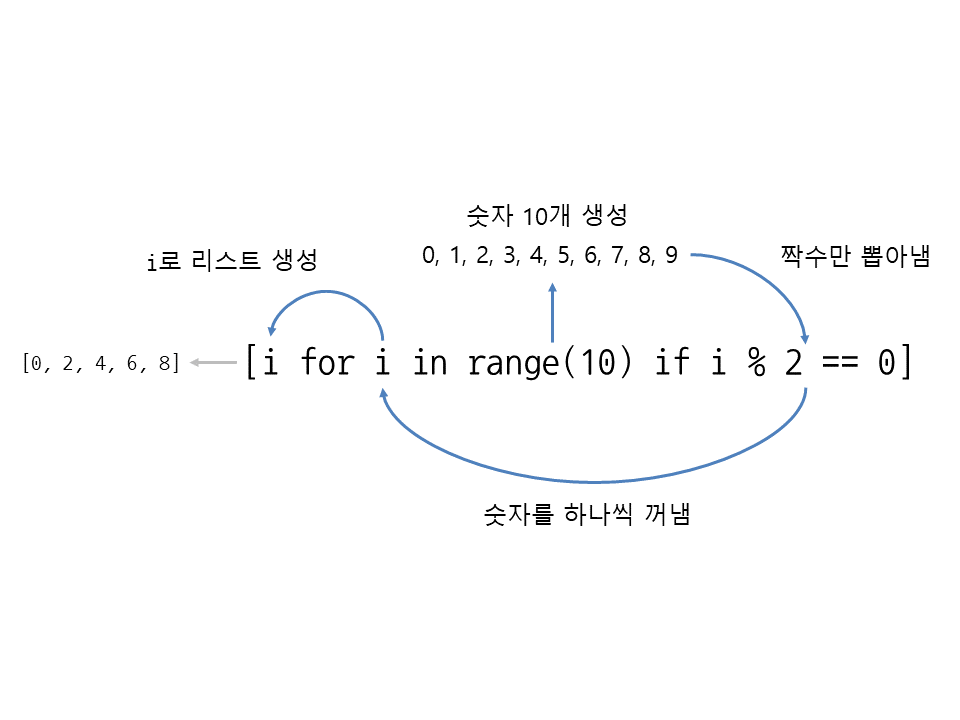 숫자 10개 생성
i로 리스트 생성
0, 1, 2, 3, 4, 5, 6, 7, 8, 9
짝수만 뽑아냄
[0, 2, 4, 6, 8]
[i for i in range(10) if i % 2 == 0]
숫자를 하나씩 꺼냄